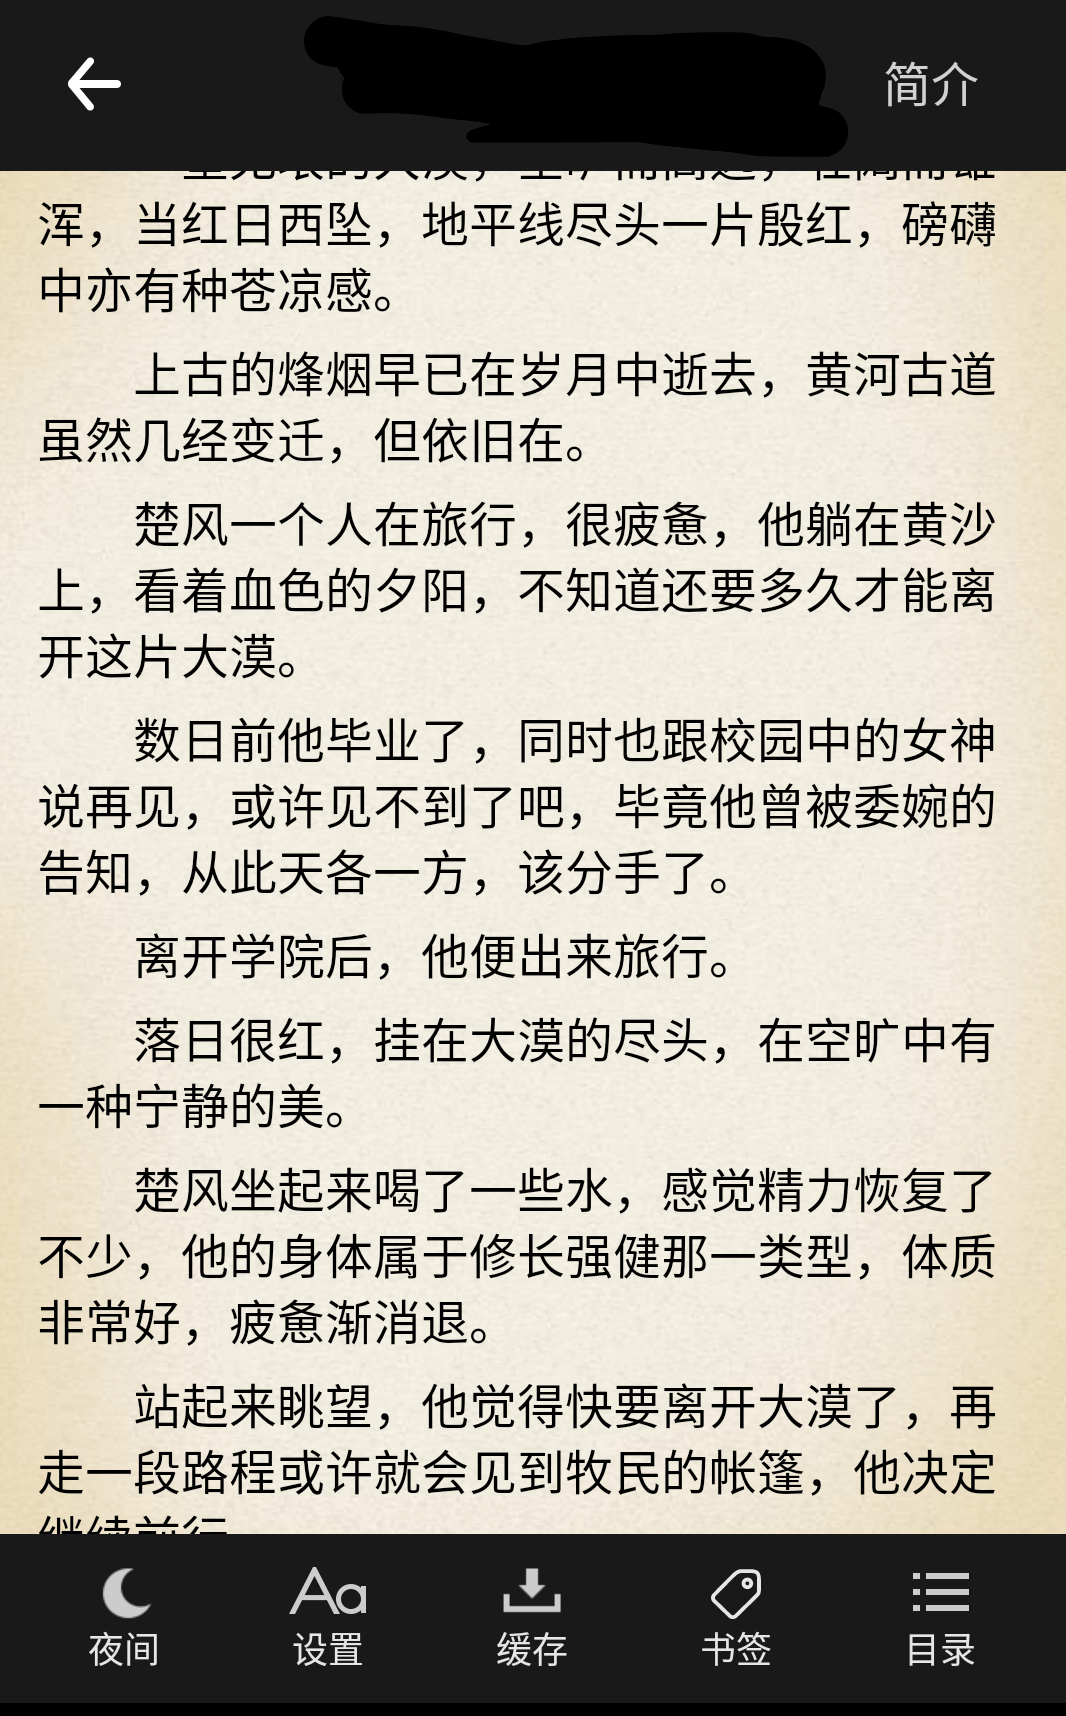 简介
浑，当红日西坠，地平线尽头一片殷红，磅礴
中亦有种苍凉感。
上古的烽烟早已在岁月中逝去，黄河古道
虽然几经变迁，但依旧在。
楚风一个人在旅行，很疲惫，他躺在黄沙
上，看着血色的夕阳，不知道还要多久才能离
开这片大漠。
数日前他毕业了，同时也跟校园中的女神
说再见，或许见不到了吧，毕竟他曾被委婉的
告知，从此天各一方，该分手了。
离开学院后，他便出来旅行。
落日很红，挂在大漠的尽头，在空旷中有
一种宁静的美。
楚风坐起来喝了一些水，感觉精力恢复了
不少，他的身体属于修长强健那一类型，体质
非常好，疲惫渐消退。
站起来眺望，他觉得快要离开大漠了，再
走一段路程或许就会见到牧民的帐篷，他决定
继续前行
夜间
Aa
设置
缓存
书签
目录